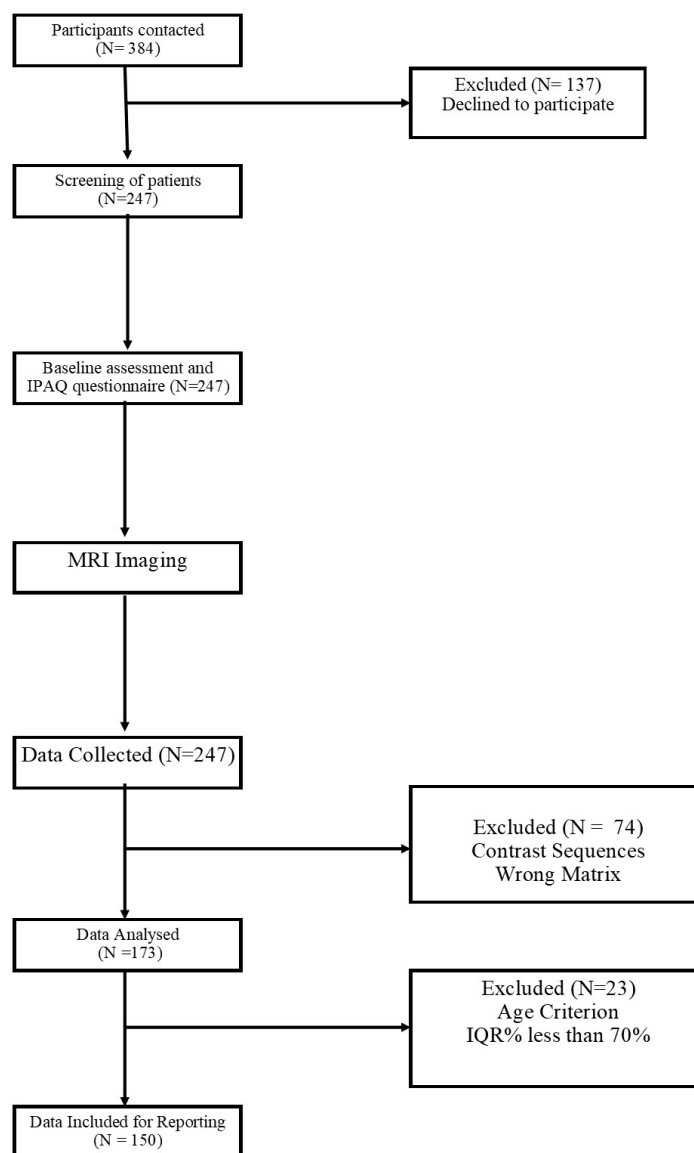 Participants contacted
(N= 384)
Excluded (N= 137)
Declined to participate
Screening of patients
(N=247)
Baseline assessment and
IPAQ questionnaire (N=247)
MRI Imaging
Data Collected (N=247)
Excluded (N = 74)
Contrast Sequences
Wrong Matrix
Data Analysed
(N =173)
Excluded (N=23)
Age Criterion
IQR% less than 70%
Data Included for Reporting
(N = 150)